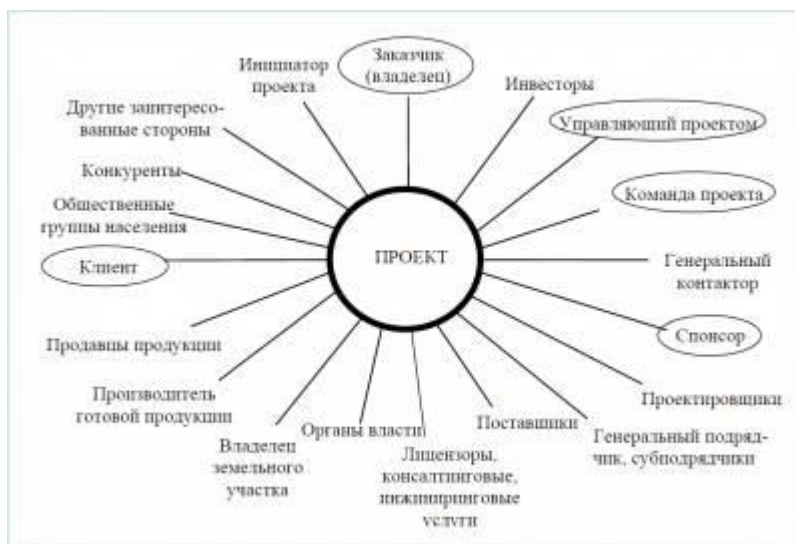 Заказчик
(владелец)
Инициатор
проекта
Инвесторы
Другие заинтересо-
ванные стороны
Управляющий проектом
Конкуренты
Команда проекта
Общественные
группы населения
ПРОЕКТ
Клиент
Генеральный
контактор
Продавцы продукции
Спонсор
Производитель
готовой продукции
Проектировщики
Владелец
земельного
участка
Органы власти
Поставщики
Генеральный подряд-
чик, субподрядчики
Лицензоры,
консалтинговые,
инжиниринговые
услуги